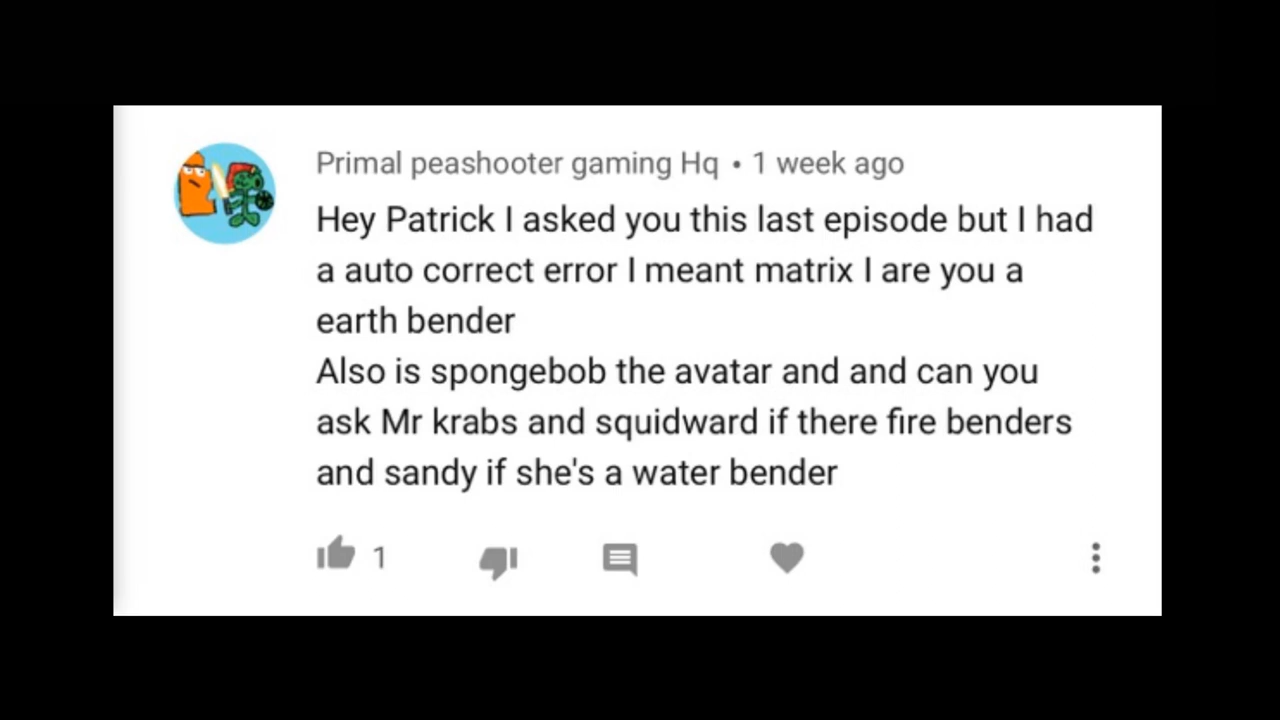 Primal peashooter gaming Hq • 1 week ago
Hey Patrick I asked you this last episode but I had
a auto correct error I meant matrix I are you a
earth bender
Also is spongebob the avatar and and can you
ask Mr krabs and squidward if there fire benders
and sandy if she's a water bender
1